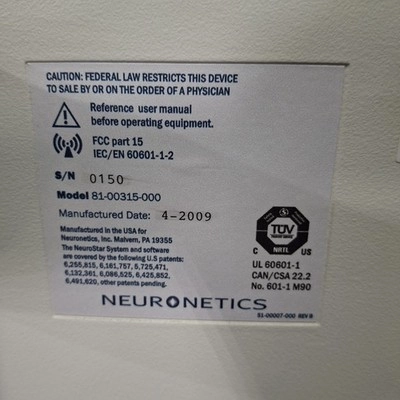 CAUTION: FEDERAL LAW RESTRICTS THIS DEVICE
TO SALE BY OR ON THE ORDER OF A PHYSICIAN
Reference user manual
before operating equipment.
FCC part 15
IEC/EN 60601-1-2
S/N 0150
Model 81-00315-000
Manufactured Date: 4-2009
Manufactured in the USA for
Neuronetics, Inc. Malvern, PA 19355
The NeuroStar System and software
are covered by the following U.S patents:
6,255,815, 6,161,757, 5,725,471,
6,132,361, 6,086,525, 6,425,852,
6,491,620, other patents pending.
TÜV
C NRTL US
UL 60601-1
CAN/CSA 22.2
No. 601-1 M90
NEURONETICS
81-00007-000 REV B